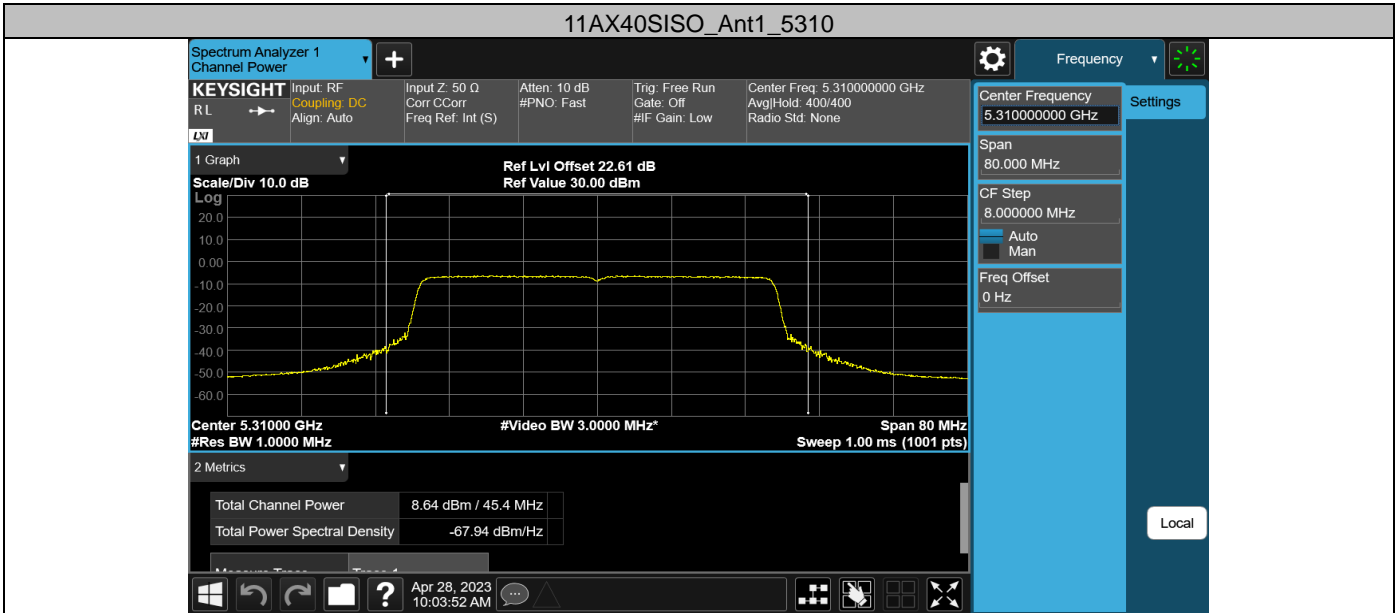 11AX40SISO_Ant1_5310
Spectrum Analyzer 1
Channel Power
+
Frequency
KEYSIGHT
R L
LXI
Input: RF
Coupling: DC
Align: Auto
Input Z: 50 Ω
Corr CCorr
Freq Ref: Int (S)
Atten: 10 dB
#PNO: Fast
Trig: Free Run
Gate: Off
#IF Gain: Low
Center Freq: 5.310000000 GHz
Avg|Hold: 400/400
Radio Std: None
Center Frequency
5.310000000 GHz
Settings
Span
80.000 MHz
CF Step
8.000000 MHz
Auto
Man
Freq Offset
0 Hz
1 Graph
Scale/Div 10.0 dB
Ref Lvl Offset 22.61 dB
Ref Value 30.00 dBm
Log
20.0
10.0
0.00
-10.0
-20.0
-30.0
-40.0
-50.0
-60.0
Center 5.31000 GHz
#Res BW 1.0000 MHz
#Video BW 3.0000 MHz*
Span 80 MHz
Sweep 1.00 ms (1001 pts)
2 Metrics
Total Channel Power 8.64 dBm / 45.4 MHz
Total Power Spectral Density -67.94 dBm/Hz
Measure Trace Trace 1
Local
?
Apr 28, 2023
10:03:52 AM